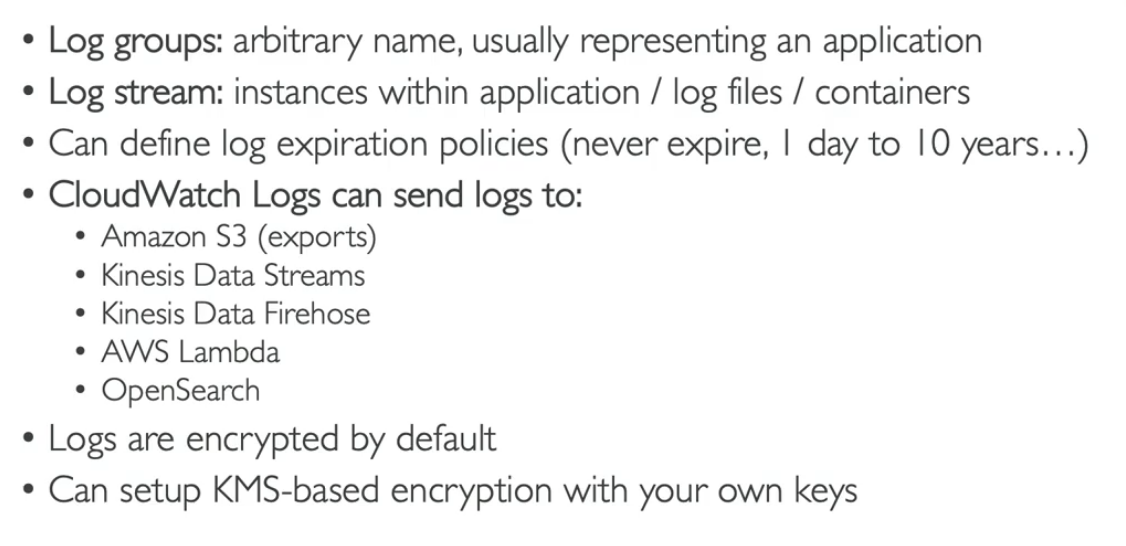 • Log groups: arbitrary name, usually representing an application
• Log stream: instances within application / log files / containers
• Can define log expiration policies (never expire, 1 day to 10 years…)
• CloudWatch Logs can send logs to:
• Amazon S3 (exports)
• Kinesis Data Streams
• Kinesis Data Firehose
• AWS Lambda
• OpenSearch
• Logs are encrypted by default
• Can setup KMS-based encryption with your own keys